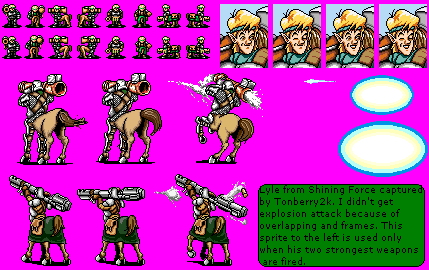 Lyle from Shining Force captured
by Tonberry2k. I didn't get
explosion attack because of
overlapping and frames. This
sprite to the left is used only
when his two strongest weapons
are fired.